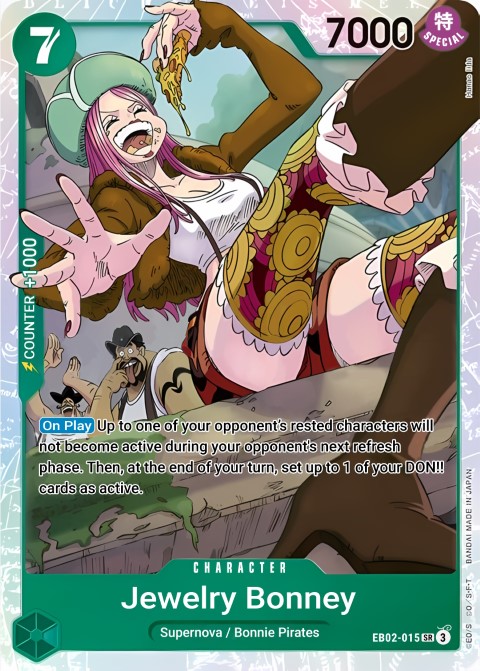 7
7000
特
SPECIAL
COUNTER +1000
On Play Up to one of your opponent's rested characters will
not become active during your opponent's next refresh
phase. Then, at the end of your turn, set up to 1 of your DON!!
cards as active.
©E.O/S. ©O/S-F-T. BANDAI MADE IN JAPAN
CHARACTER
Jewelry Bonney
Supernova / Bonnie Pirates
EB02-015 SR 3